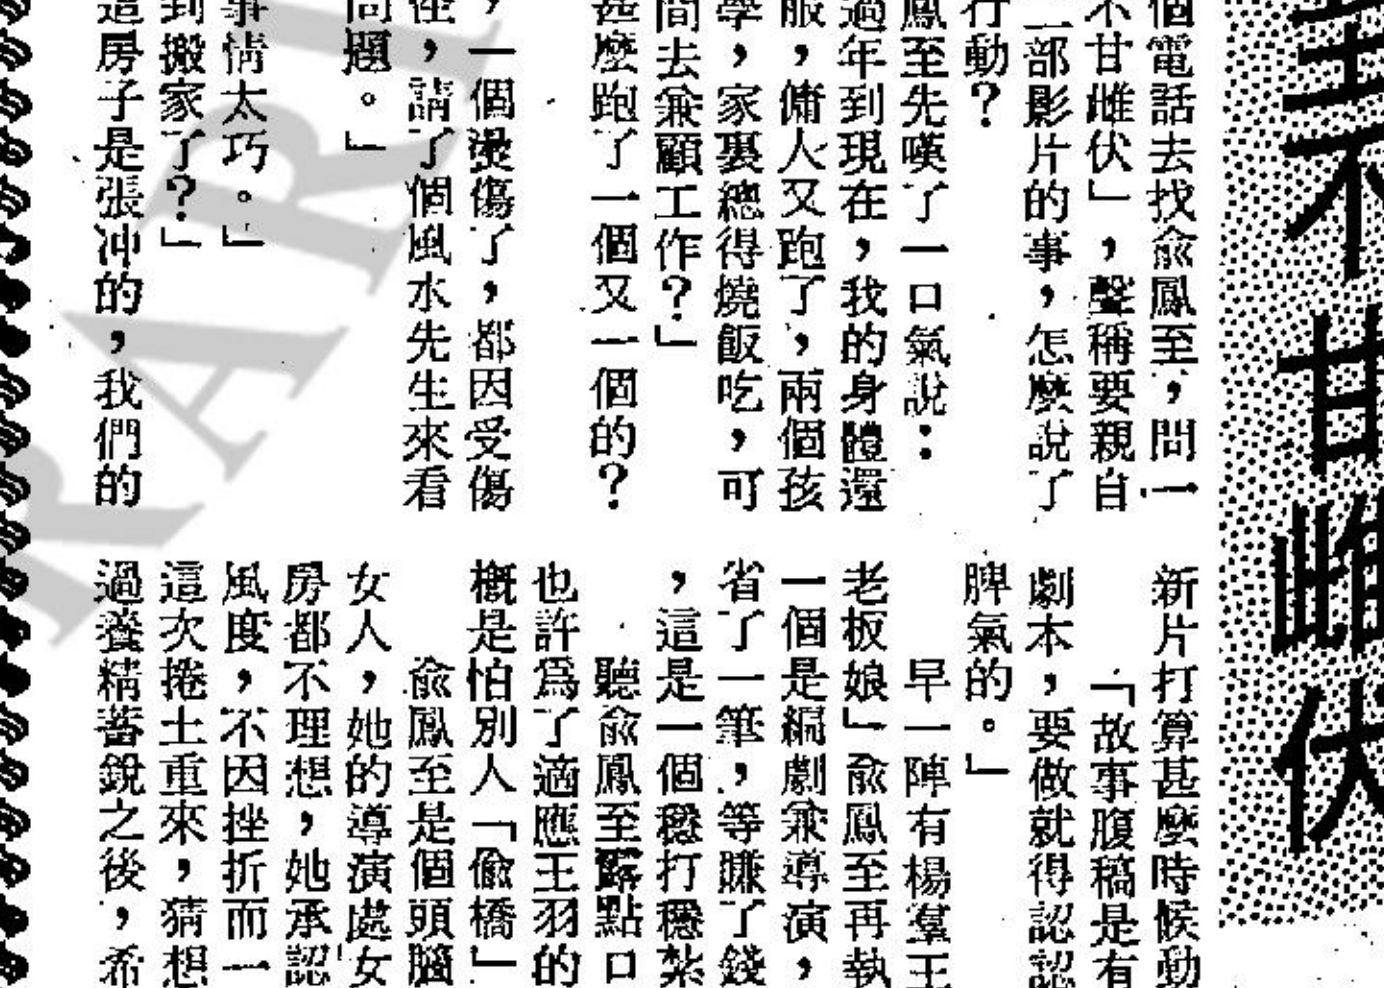 至不甘雌伏
個電話去找兪鳳至，問一
不甘雌伏」，聲稱要親自
一部影片的事，怎麼說了
行動？
鳳至先嘆了一口氣說：
過年到現在，我的身體還
服，傭人又跑了，兩個孩
學，家裏總得燒飯吃，可
間去兼顧工作？」
甚麼跑了一個又一個的？
，一個燙傷了，都因受傷
往，請了個風水先生來看
問題。」
事情太巧。」
到搬家了？」
這房子是張冲的，我們的
新片打算甚麼時候動
「故事腹稿是有
劇本，要做就得認認
脾氣的。」
早一陣有楊羣王
老板娘」兪鳳至再執
一個是編劇兼導演，
省了一筆，等賺了錢
，這是一個穩打穩紮
聽兪鳳至露點口
也許爲了適應王羽的
概是怕別人「偸橋」
兪鳳至是個頭腦
女人，她的導演處女
房都不理想，她承認
風度，不因挫折而一
這次捲土重來，猜想
過養精蓄銳之後，希
PARI